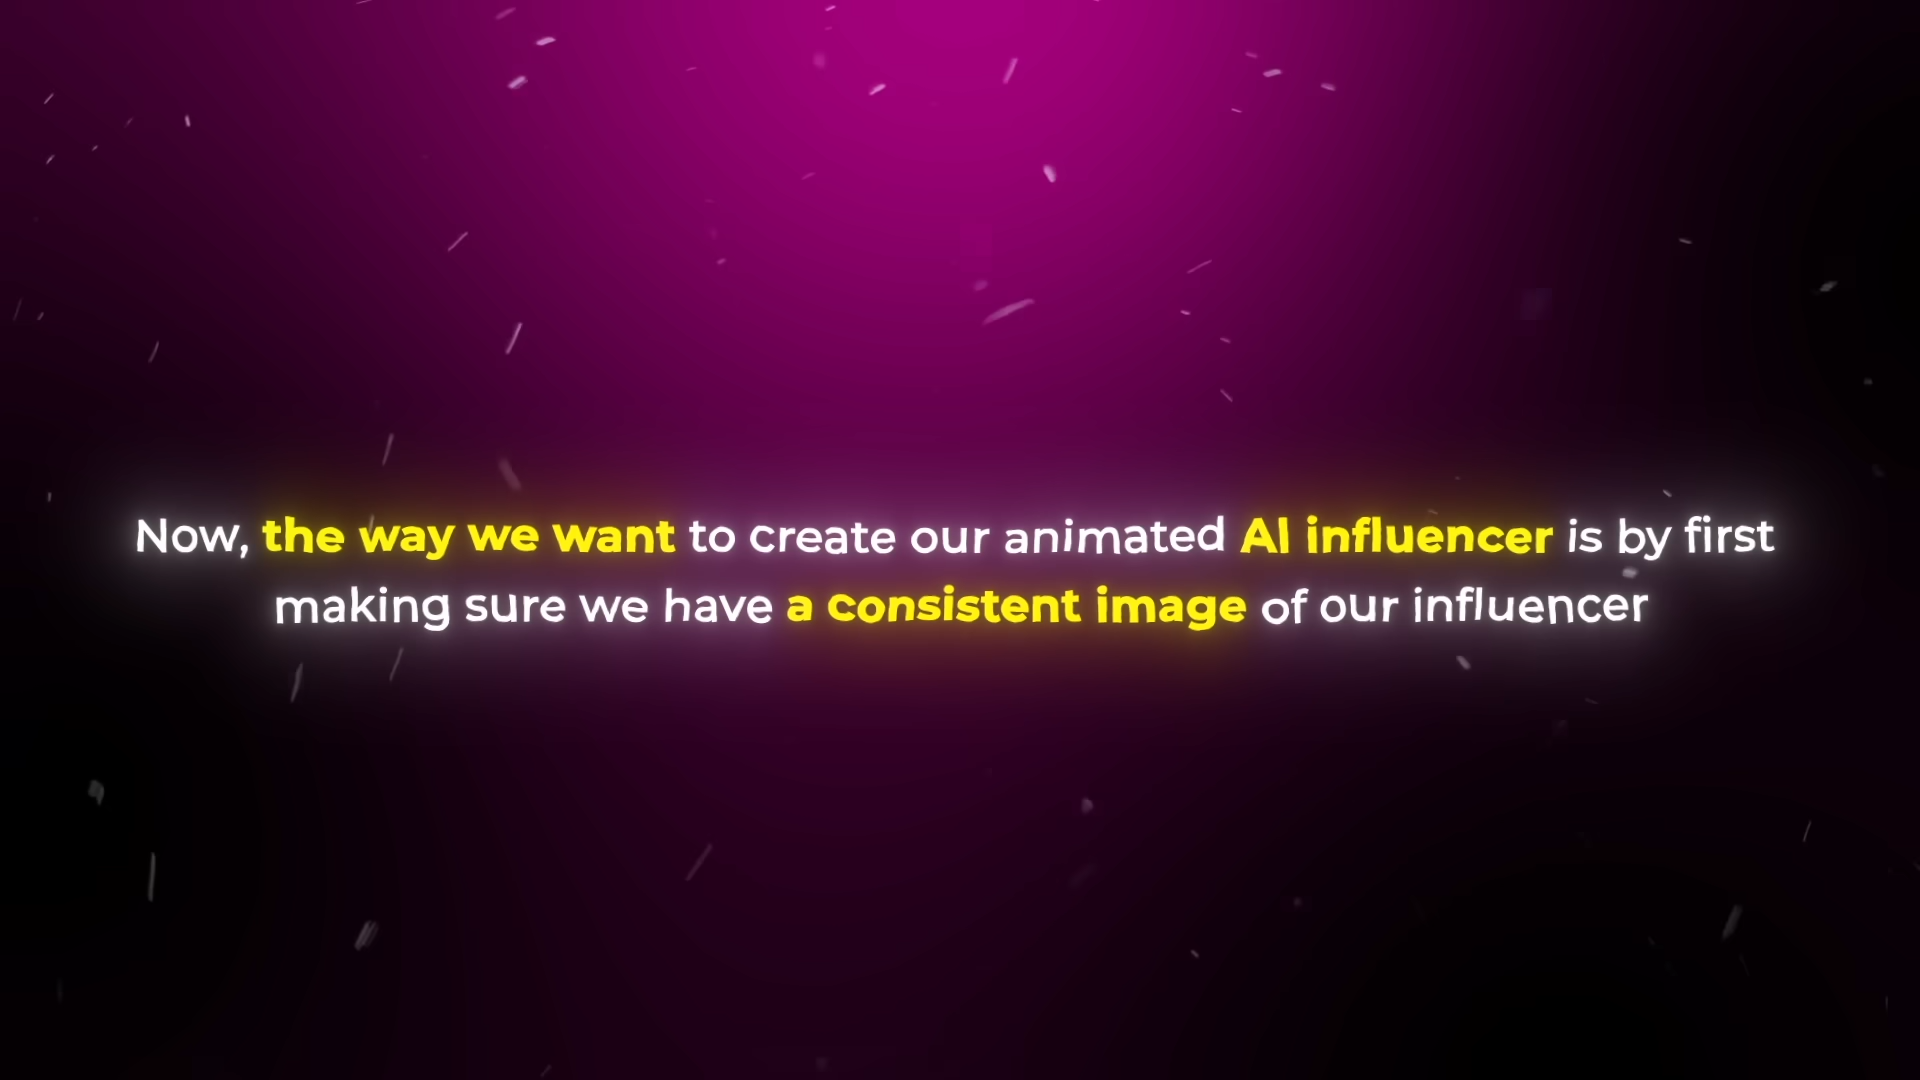 Now, the way we want to create our animated AI influencer is by first
making sure we have a consistent image of our influencer